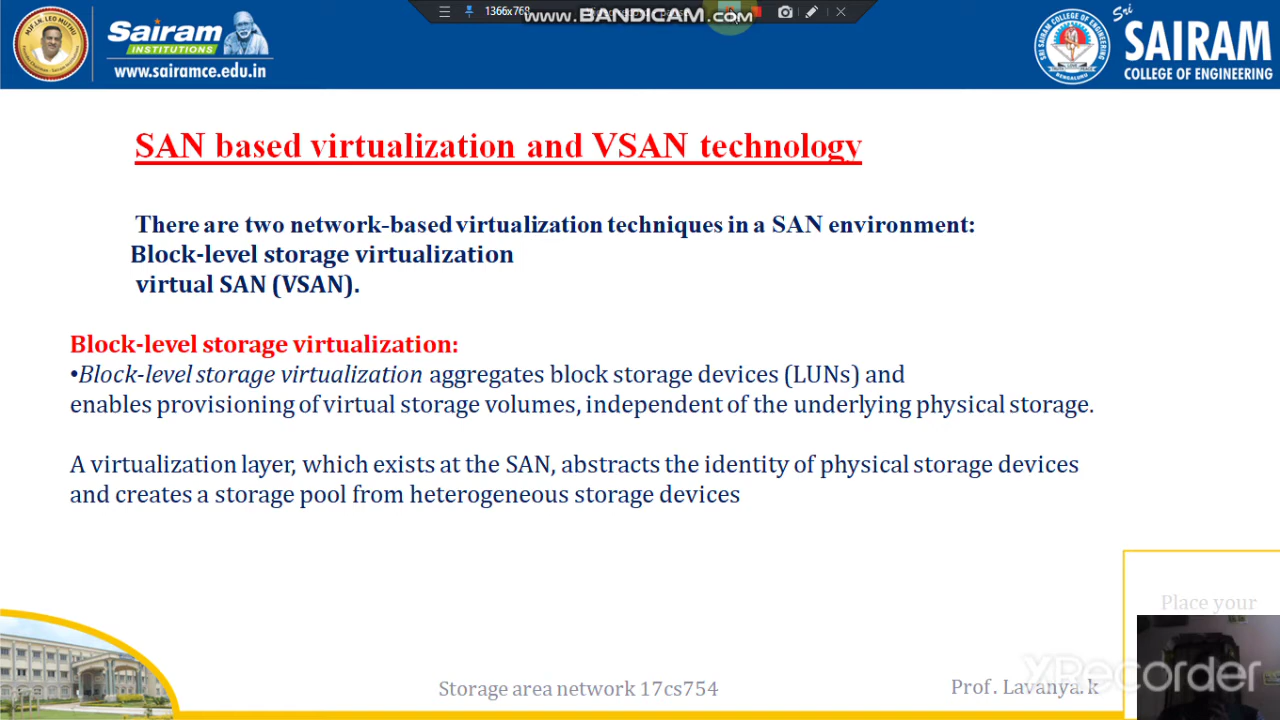 1366x768
www.BANDICAM.com
Sairam
INSTITUTIONS
www.sairamce.edu.in
Sri
SAIRAM
COLLEGE OF ENGINEERING
SAN based virtualization and VSAN technology
There are two network-based virtualization techniques in a SAN environment:
Block-level storage virtualization
virtual SAN (VSAN).
Block-level storage virtualization:
•Block-level storage virtualization aggregates block storage devices (LUNs) and
enables provisioning of virtual storage volumes, independent of the underlying physical storage.
A virtualization layer, which exists at the SAN, abstracts the identity of physical storage devices
and creates a storage pool from heterogeneous storage devices
Place your
XRecorder
Storage area network 17cs754
Prof. Lavanya.k